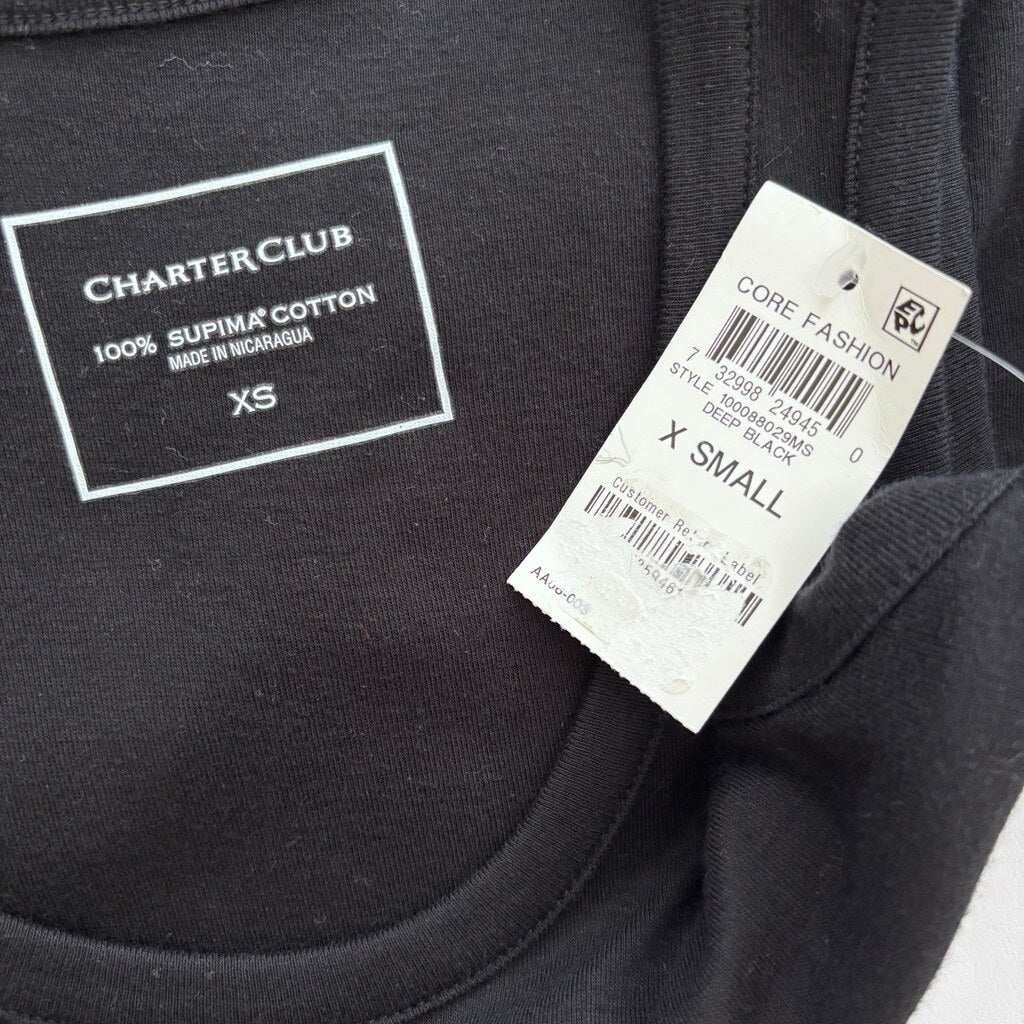 CHARTER CLUB
100% SUPIMA® COTTON
MADE IN NICARAGUA
XS
CORE FASHION
7 32998 24945 0
STYLE 100088029MS
DEEP BLACK
X SMALL
Customer Label